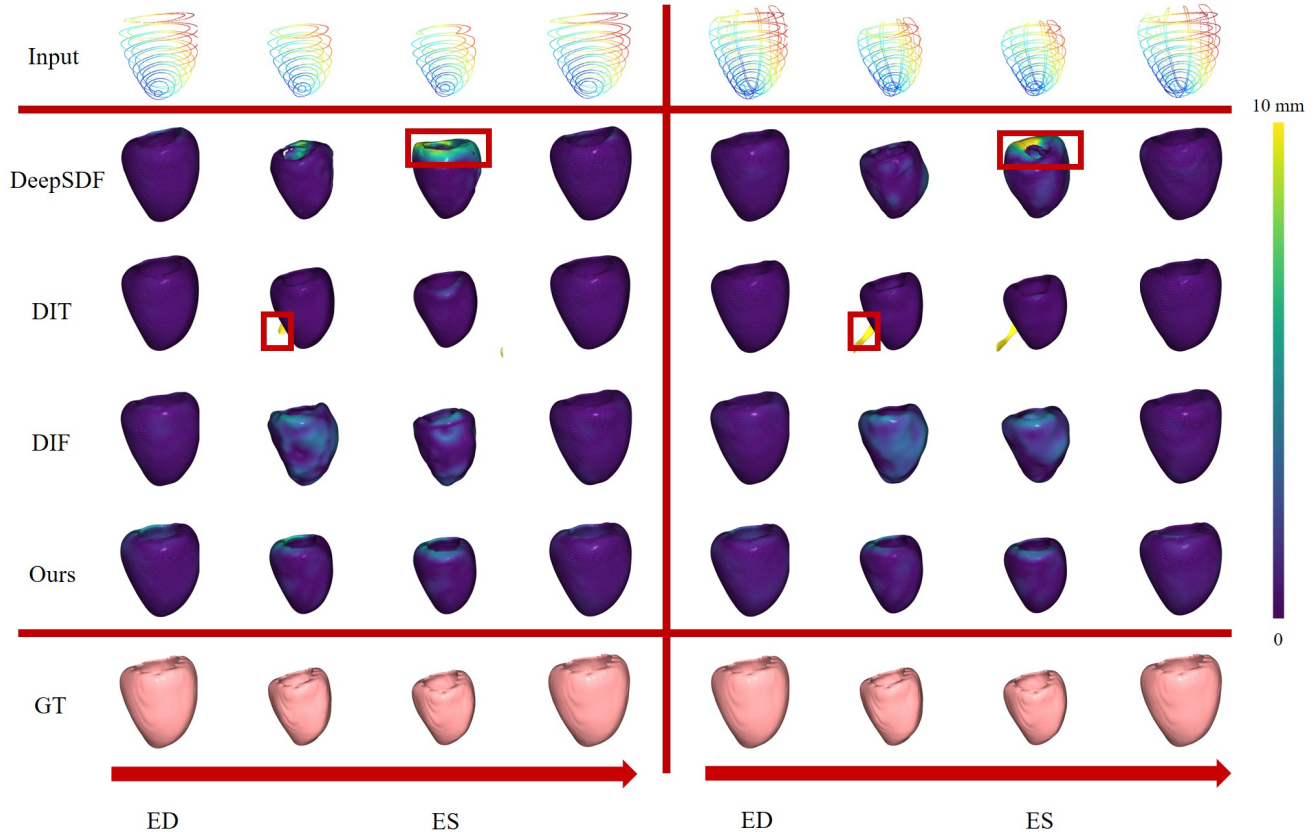 Input
10 mm
DeepSDF
DIT
DIF
Ours
0
GT
ED ES ED ES